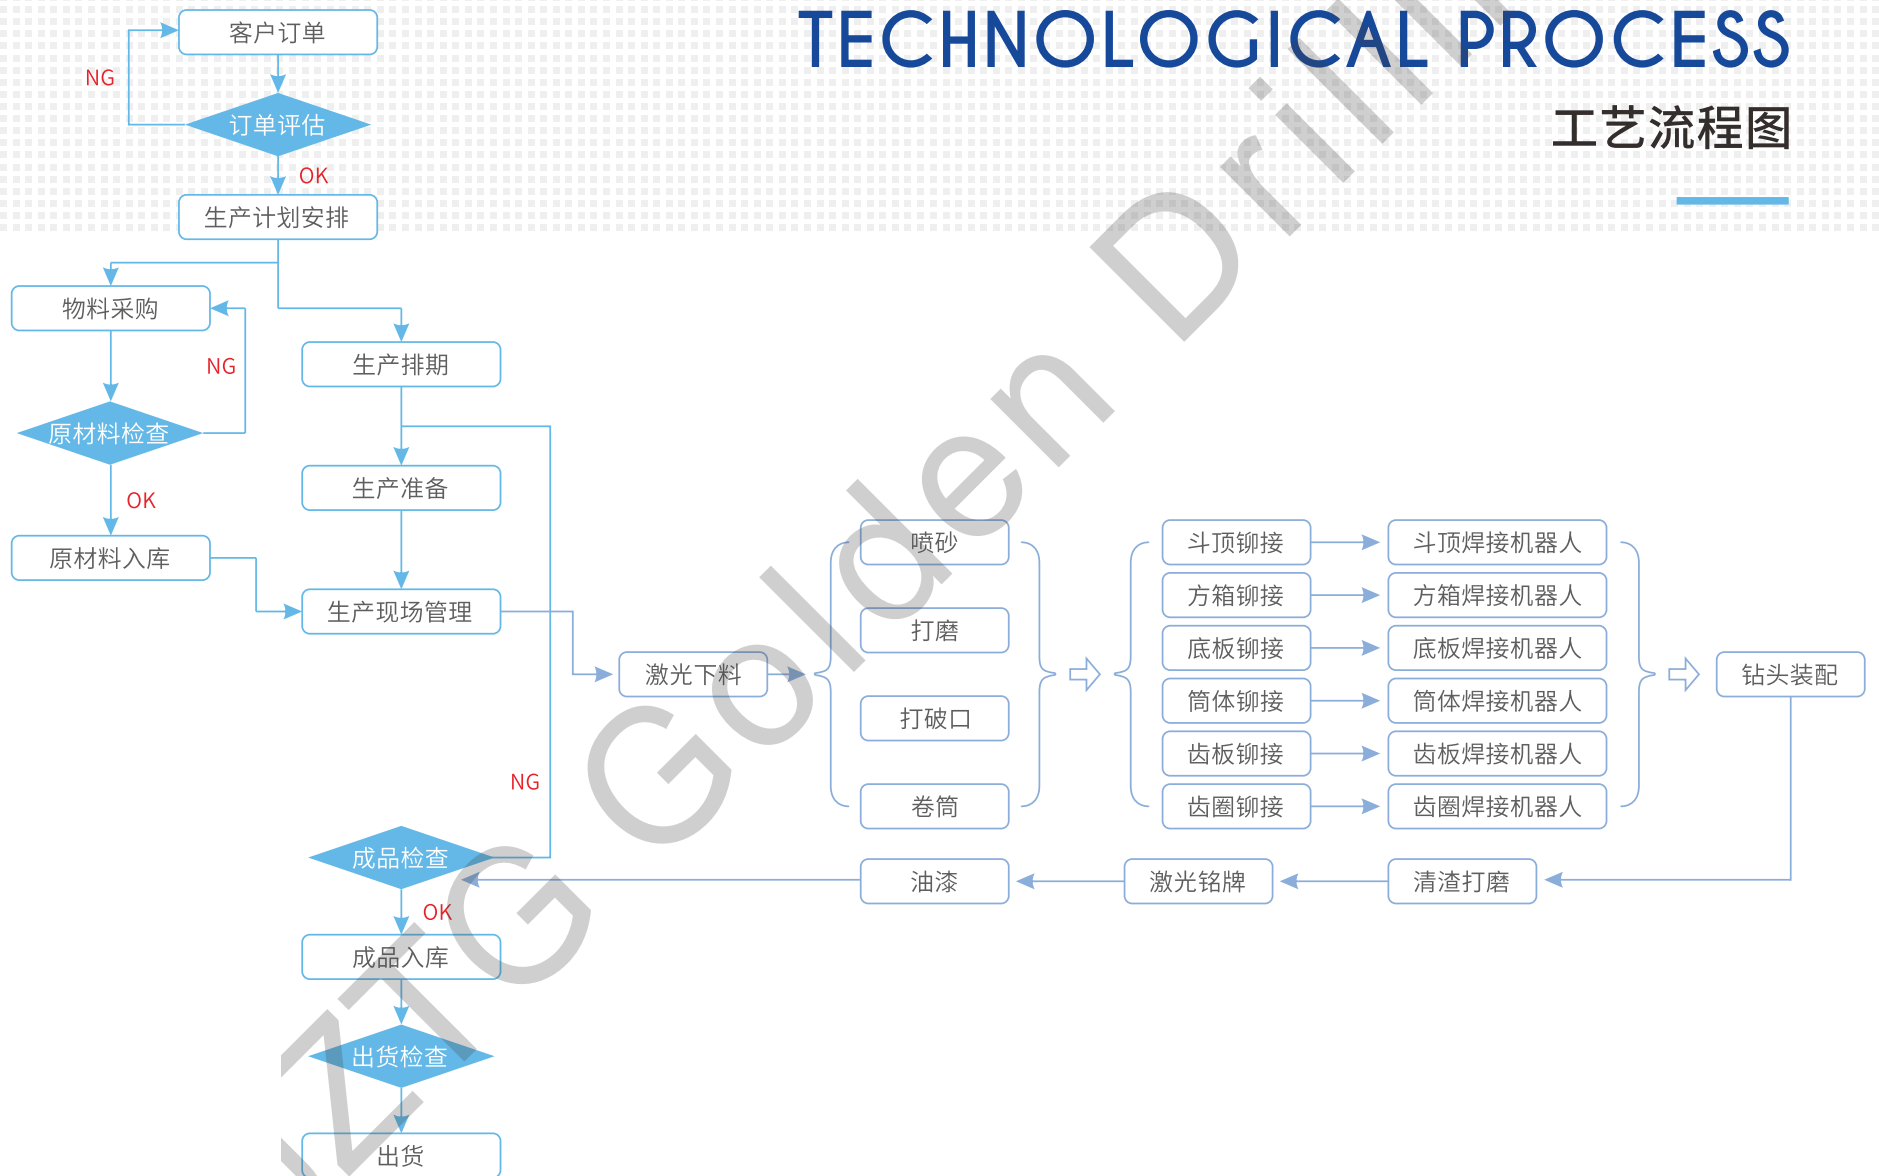 TECHNOLOGICAL PROCESS
工艺流程图
客户订单
NG
订单评估
OK
生产计划安排
物料采购
NG
原材料检查
OK
原材料入库
生产排期
生产准备
生产现场管理
激光下料
喷砂
打磨
打破口
卷筒
斗顶铆接
斗顶焊接机器人
方箱铆接
方箱焊接机器人
底板铆接
底板焊接机器人
筒体铆接
筒体焊接机器人
齿板铆接
齿板焊接机器人
齿圈铆接
齿圈焊接机器人
钻头装配
清渣打磨
激光铭牌
油漆
NG
成品检查
OK
成品入库
出货检查
出货
ZTG Golden Drilli